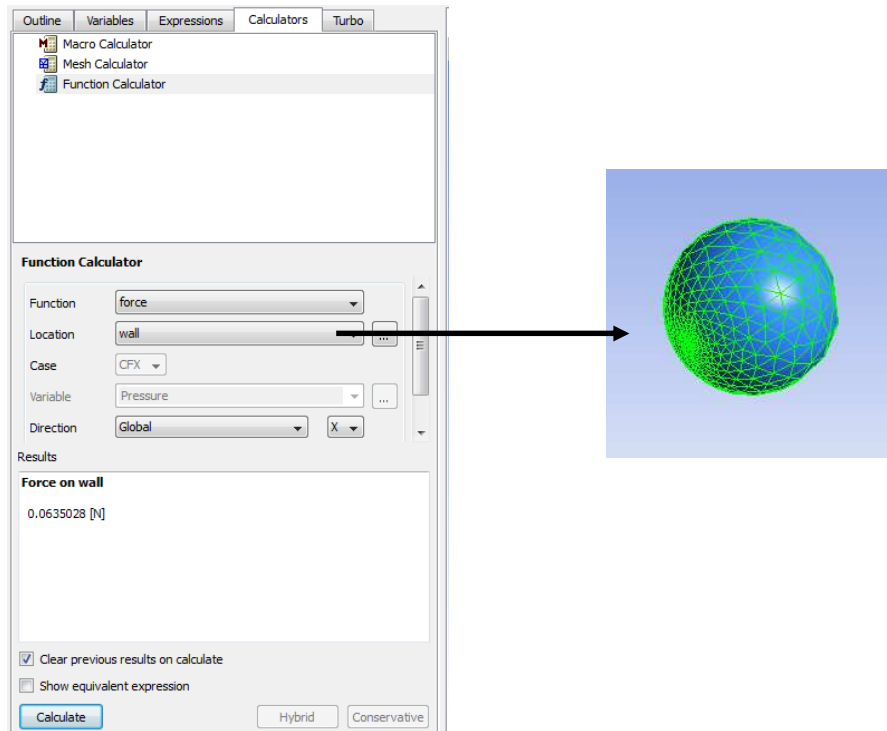 Outline Variables Expressions Calculators Turbo
Macro Calculator
Mesh Calculator
Function Calculator
Function Calculator
Function force
Location wall ...
Case CFX
Variable Pressure ...
Direction Global X
Results
Force on wall
0.0635028 [N]
Clear previous results on calculate
Show equivalent expression
Calculate Hybrid Conservative